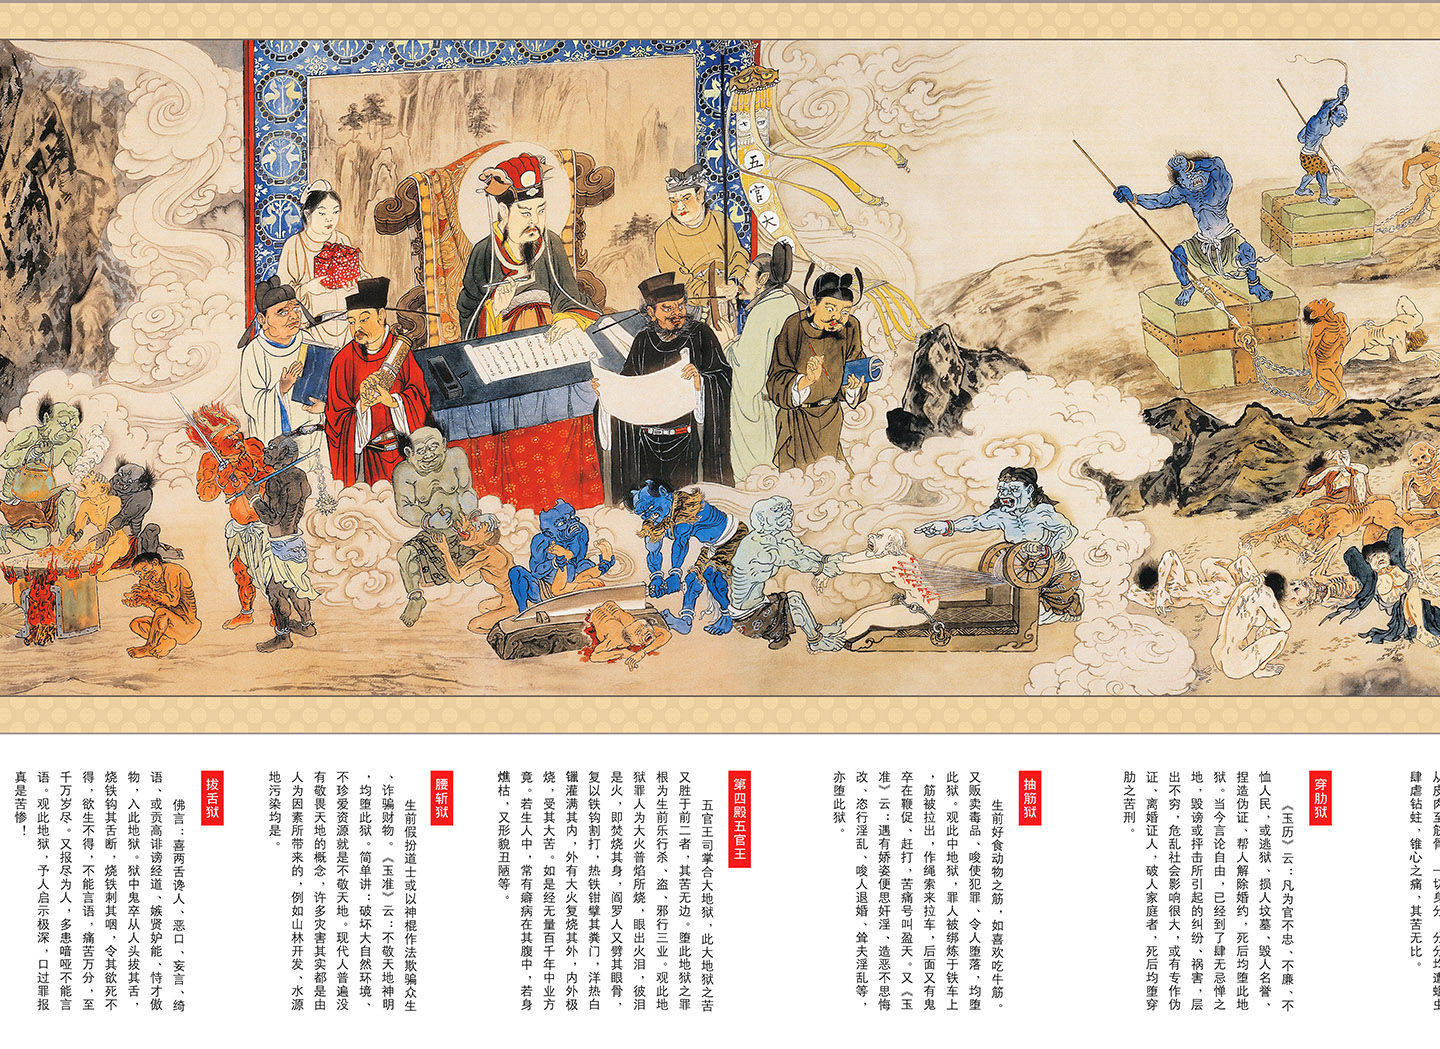 五官大
肆虐钻蛀，锥心之痛，其苦无比。
穿肋狱
《玉历》云：凡为官不忠、不廉、不
恤人民，或逃狱、损人坟墓、毁人名誉、
捏造伪证、帮人解除婚约，死后均堕此地
狱。当今言论自由，已经到了肆无忌惮之
地，毁谤或抨击所引起的纠纷、祸害，层
出不穷，危乱社会影响很大，或有专作伪
证、离婚证人，破人家庭者，死后均堕穿
肋之苦刑。
抽筋狱
生前好食动物之筋，如喜欢吃牛筋。
又贩卖毒品、唆使犯罪、令人堕落，均堕
此狱。观此中地狱，罪人被绑炼于铁车上
，筋被拉出，作绳索来拉车，后面又有鬼
卒在鞭促、赶打，苦痛号叫盈天。又《玉
准》云：遇有娇姿便思奸淫、造恶不思悔
改、恣行淫乱、唆人退婚、耸夫淫乱等，
亦堕此狱。
第四殿五官王
五官王司掌合大地狱，此大地狱之苦
又胜于前二者，其苦无边。堕此地狱之罪
根为生前乐行杀、盗、邪行三业。观此地
狱罪人为大火普焰所烧，眼出火泪，彼泪
是火，即焚烧其身，阎罗人又劈其眼骨，
复以铁钩割打，热铁钳擘其粪门，洋热白
镴灌满其内，外有大火复烧其外，内外极
烧，受其大苦。如是经无量百千年中业方
竟。若生人中，常有癖病在其腹中，若身
燋枯，又形貌丑陋等。
腰斩狱
生前假扮道士或以神棍作法欺骗众生
、诈骗财物。《玉准》云：不敬天地神明
，均堕此狱。简单讲：破坏大自然环境、
不珍爱资源就是不敬天地。现代人普遍没
有敬畏天地的概念，许多灾害其实都是由
人为因素所带来的，例如山林开发、水源
地污染均是。
拔舌狱
佛言：喜两舌谗人、恶口、妄言、绮
语、或贡高诽谤经道、嫉贤妒能、恃才傲
物，入此地狱。狱中鬼卒从人头拔其舌，
烧铁钩其舌断，烧铁刺其咽，令其欲死不
得，欲生不得，不能言语，痛苦万分，至
千万岁尽。又报尽为人，多患喑哑不能言
语。观此地狱，予人启示极深，口过罪报
真是苦惨！